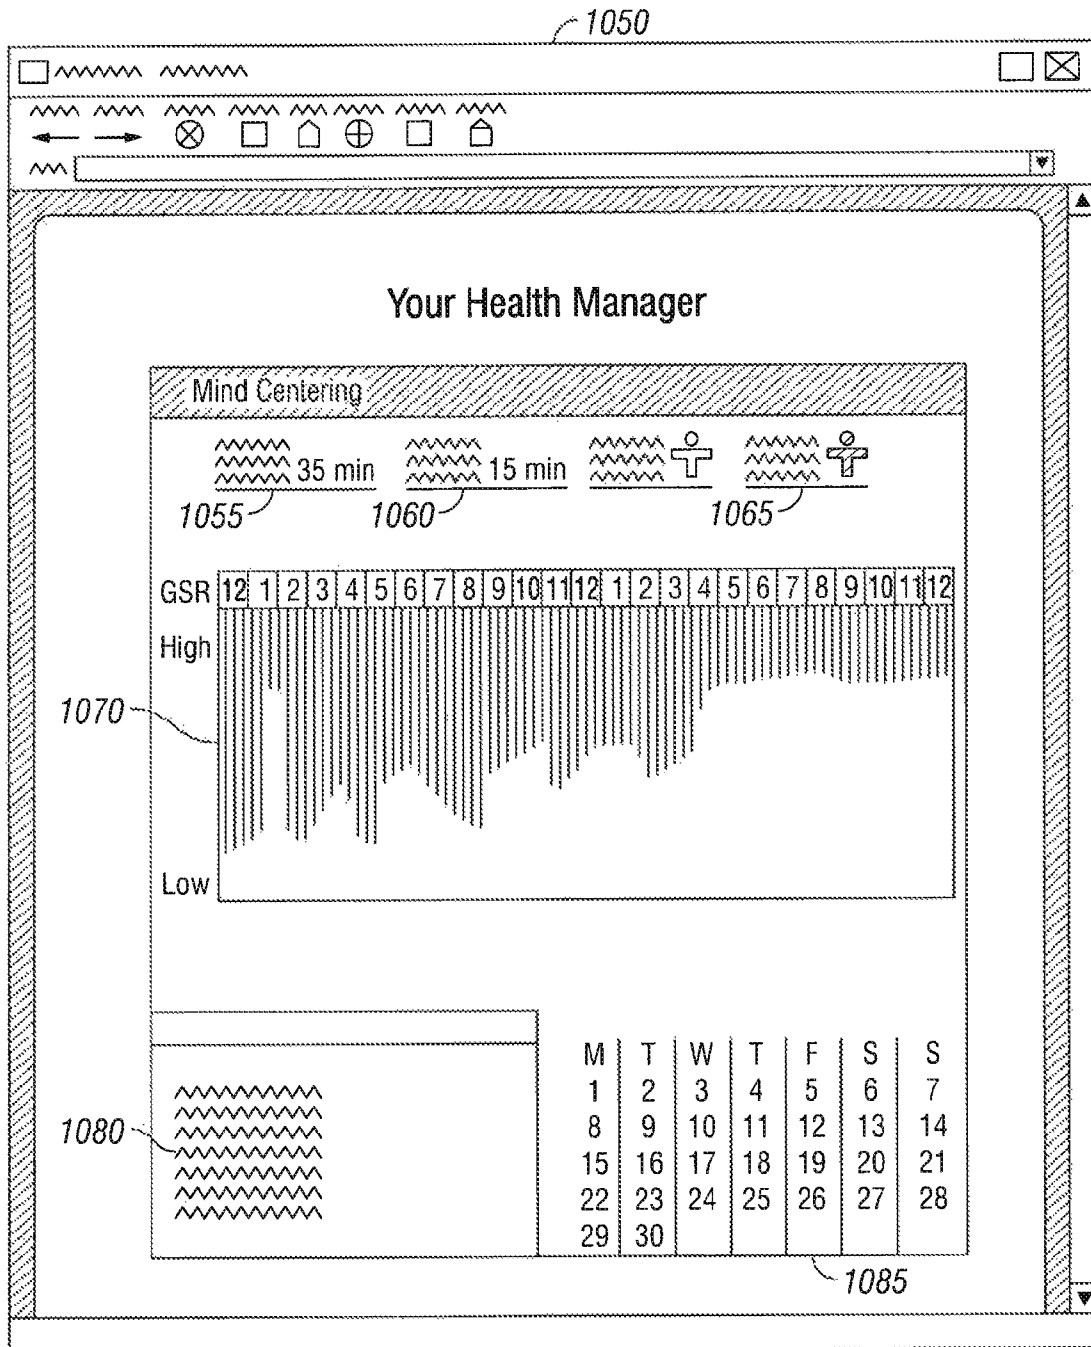 1050
Your Health Manager
Mind Centering
35 min 15 min
1055 1060 1065
GSR 12 1 2 3 4 5 6 7 8 9 10 11 12 1 2 3 4 5 6 7 8 9 10 11 12
High
1070
Low
M T W T F S S
1 2 3 4 5 6 7
1080 8 9 10 11 12 13 14
15 16 17 18 19 20 21
22 23 24 25 26 27 28
29 30
1085